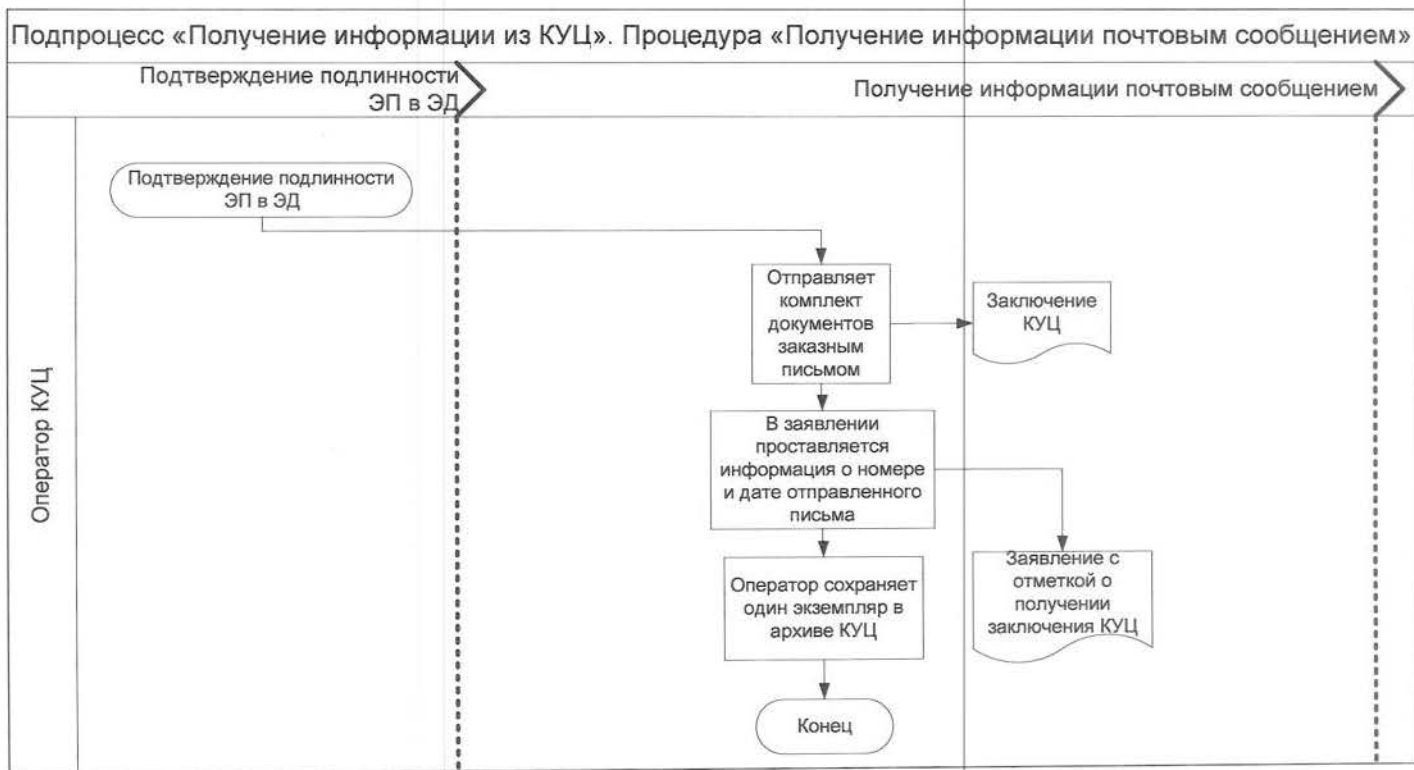 Подпроцесс «Получение информации из КУЦ». Процедура «Получение информации почтовым сообщением»
Подтверждение подлинности
ЭП в ЭД
Получение информации почтовым сообщением
Оператор КУЦ
Подтверждение подлинности
ЭП в ЭД
Отправляет
комплект
документов
заказным
письмом
Заключение
КУЦ
В заявлении
проставляется
информация о номере
и дате отправленного
письма
Заявление с
отметкой о
получении
заключения КУЦ
Оператор сохраняет
один экземпляр в
архиве КУЦ
Конец